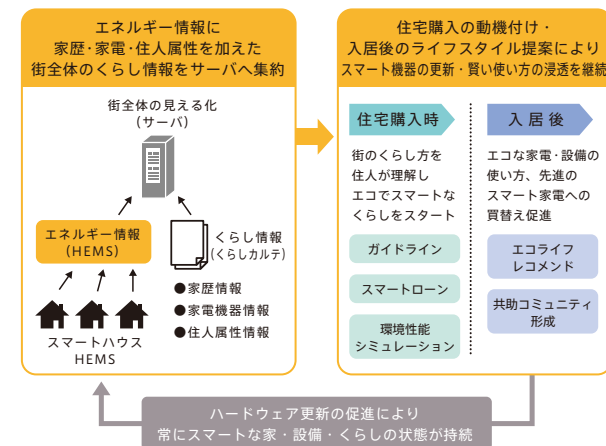 エネルギー情報に
家歴・家電・住人属性を加えた
街全体のくらし情報をサーバへ集約
街全体の見える化
(サーバ)
エネルギー情報
(HEMS)
くらし情報
(くらしカルテ)
●家歴情報
●家電機器情報
●住人属性情報
スマートハウス
HEMS
住宅購入の動機付け・
入居後のライフスタイル提案により
スマート機器の更新・賢い使い方の浸透を継続
住宅購入時
街のくらし方を
住人が理解し
エコでスマートな
くらしをスタート
ガイドライン
スマートローン
環境性能
シミュレーション
入居後
エコな家電・設備の
使い方、先進の
スマート家電への
買替え促進
エコライフ
レコメンド
共助コミュニティ
形成
ハードウェア更新の促進により
常にスマートな家・設備・くらしの状態が持続